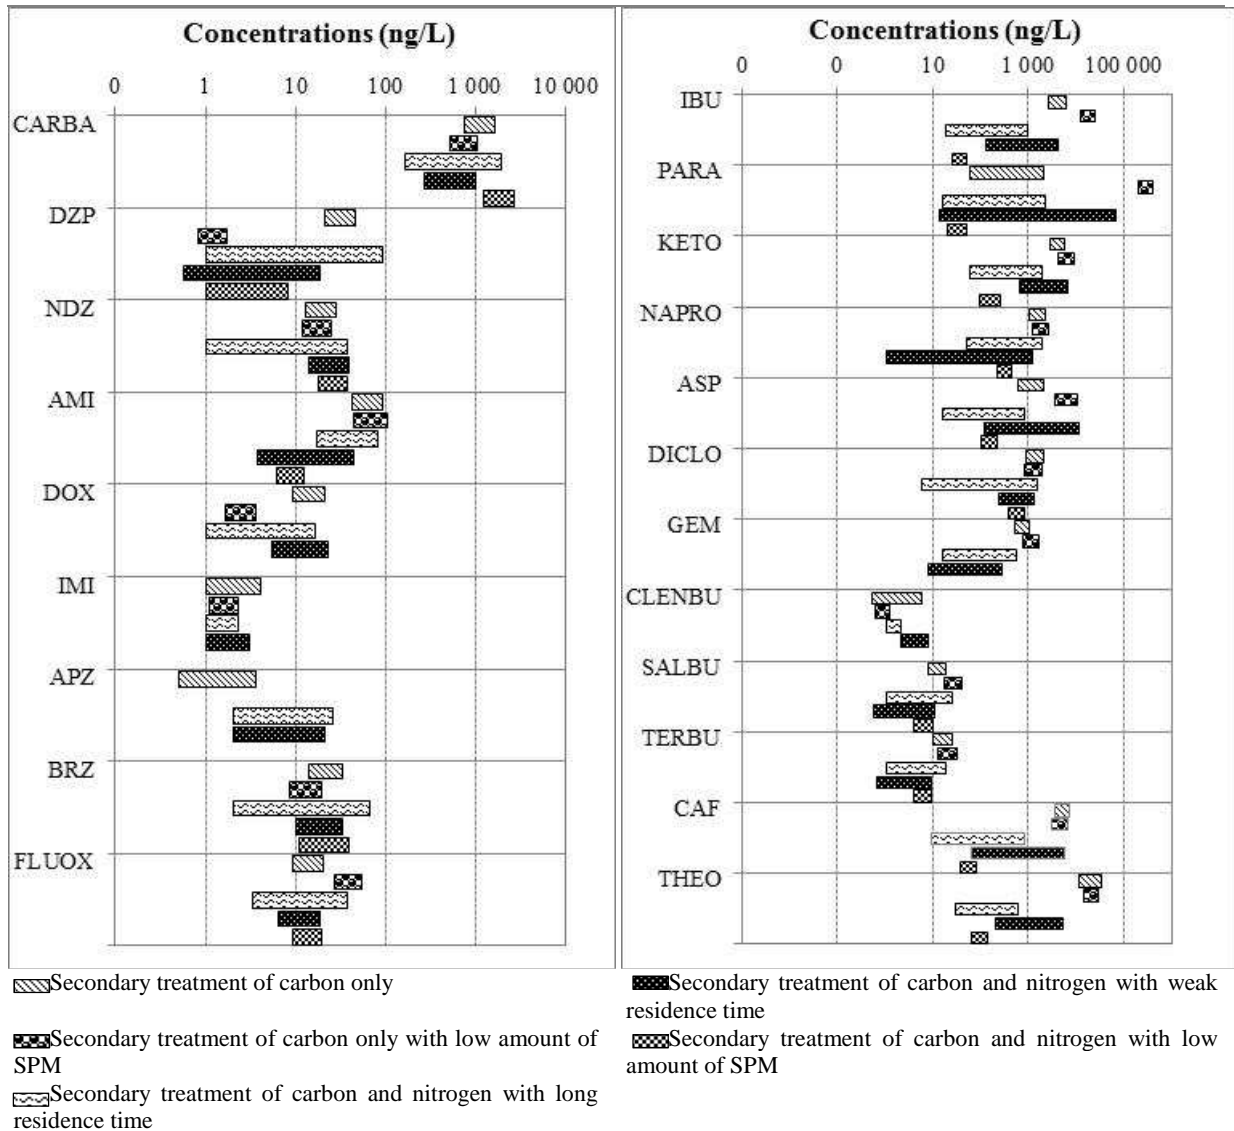 Concentrations (ng/L)
0 1 10 100 1 000 10 000
CARBA
DZP
NDZ
AMI
DOX
IMI
APZ
BRZ
FLUOX
Concentrations (ng/L)
0 0 10 1 000 100 000
IBU
PARA
KETO
NAPRO
ASP
DICLO
GEM
CLENBU
SALBU
TERBU
CAF
THEO
Secondary treatment of carbon only
Secondary treatment of carbon only with low amount of
SPM
Secondary treatment of carbon and nitrogen with long
residence time
Secondary treatment of carbon and nitrogen with weak
residence time
Secondary treatment of carbon and nitrogen with low
amount of SPM